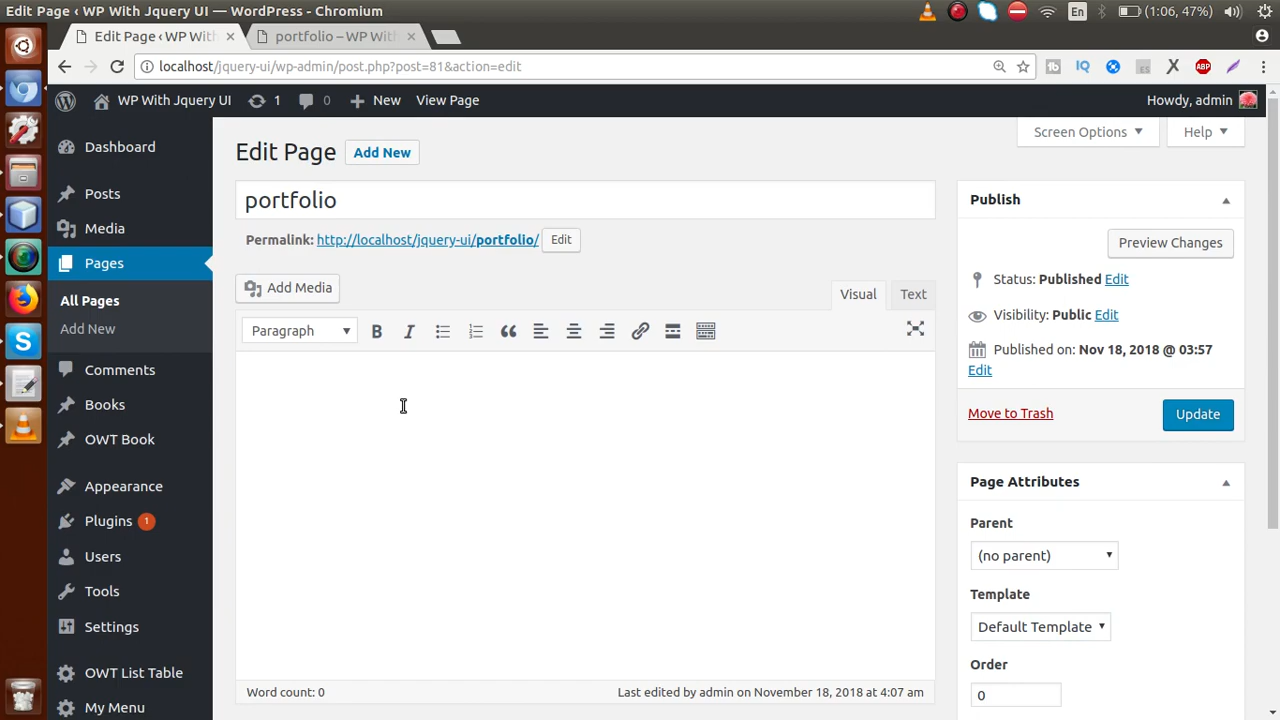 Edit Page ‹ WP With Jquery UI — WordPress - Chromium
En
(1:06, 47%)
Edit Page ‹ WP With
portfolio – WP With
localhost/jquery-ui/wp-admin/post.php?post=81&action=edit
WP With Jquery UI
1
0
New
View Page
Howdy, admin
Screen Options
Help
Dashboard
Posts
Media
Pages
All Pages
Add New
Comments
Books
OWT Book
Appearance
Plugins 1
Users
Tools
Settings
OWT List Table
My Menu
Edit Page
Add New
portfolio
Permalink: http://localhost/jquery-ui/portfolio/ Edit
Add Media
Visual
Text
Paragraph
Word count: 0
Last edited by admin on November 18, 2018 at 4:07 am
Publish
Preview Changes
Status: Published Edit
Visibility: Public Edit
Published on: Nov 18, 2018 @ 03:57
Edit
Move to Trash
Update
Page Attributes
Parent
(no parent)
Template
Default Template
Order
0